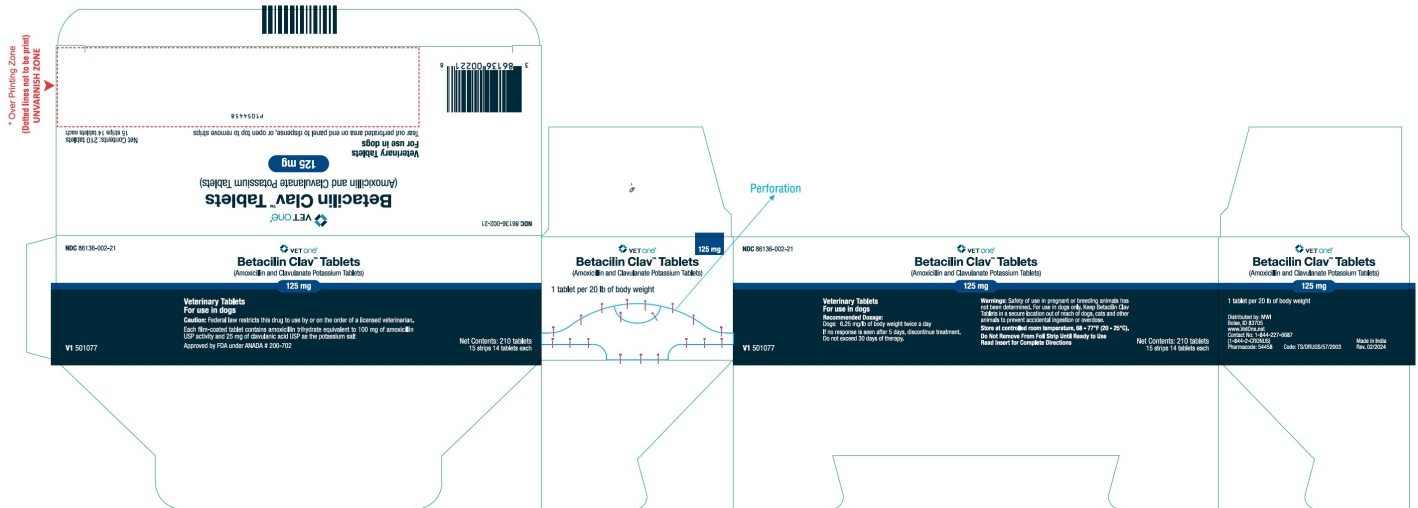 * Over Printing Zone
(Dotted lines not to be print)
UNVARNISH ZONE
3 86136 00221 8
P1054458
Tear out perforated area on end panel to dispense, or open top to remove strips
Net Contents: 210 tablets
15 strips 14 tablets each
Veterinary Tablets
For use in dogs
125 mg
(Amoxicillin and Clavulanate Potassium Tablets)
Betacilin Clav™ Tablets
VET one®
NDC 86136-002-21
NDC 86136-002-21
VET one®
Betacilin Clav™ Tablets
(Amoxicillin and Clavulanate Potassium Tablets)
125 mg
Veterinary Tablets
For use in dogs
Caution: Federal law restricts this drug to use by or on the order of a licensed veterinarian.
Each film-coated tablet contains amoxicillin trihydrate equivalent to 100 mg of amoxicillin
USP activity and 25 mg of clavulanic acid USP as the potassium salt
Approved by FDA under ANADA # 200-702
V1 501077
Net Contents: 210 tablets
15 strips 14 tablets each
Perforation
125 mg
VET one®
Betacilin Clav™ Tablets
(Amoxicillin and Clavulanate Potassium Tablets)
1 tablet per 20 lb of body weight
NDC 86136-002-21
VET one®
Betacilin Clav™ Tablets
(Amoxicillin and Clavulanate Potassium Tablets)
125 mg
Veterinary Tablets
For use in dogs
Recommended Dosage:
Dogs: 6.25 mg/lb of body weight twice a day
If no response is seen after 5 days, discontinue treatment,
Do not exceed 30 days of therapy.
Warnings: Safety of use in pregnant or breeding animals has
not been determined. For use in dogs only. Keep Betacilin Clav
Tablets in a secure location out of reach of dogs, cats and other
animals to prevent accidental ingestion or overdose.
Store at controlled room temperature, 68 - 77°F (20 - 25°C),
Do Not Remove From Foil Strip Until Ready to Use
Read Insert for Complete Directions
V1 501077
Net Contents: 210 tablets
15 strips 14 tablets each
VET one®
Betacilin Clav™ Tablets
(Amoxicillin and Clavulanate Potassium Tablets)
125 mg
1 tablet per 20 lb of body weight
Distributed by: MWI
Boise, ID 83705
www.VetOne.net
Contact No: 1-844-227-6687
(1-844-2-CRONUS)
Pharmacode: 54458
Code: TS/DRUGS/57/2003
Made in India
Rev. 02/2024